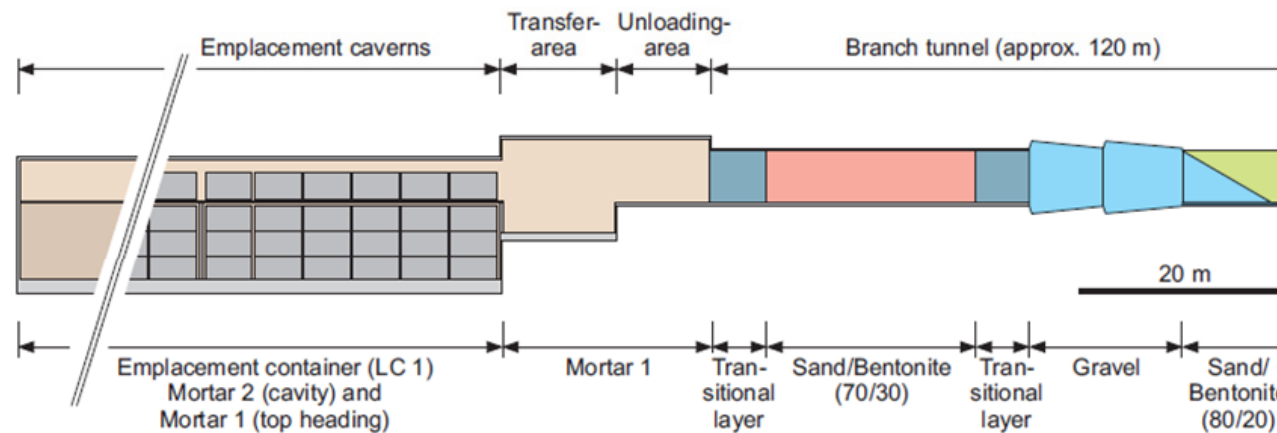 Emplacement caverns
Transfer-
area
Unloading-
area
Branch tunnel (approx. 120 m)
20 m
Emplacement container (LC 1)
Mortar 2 (cavity) and
Mortar 1 (top heading)
Mortar 1
Tran-
sitional
layer
Sand/Bentonite
(70/30)
Tran-
sitional
layer
Gravel
Sand/
Bentonite
(80/20)